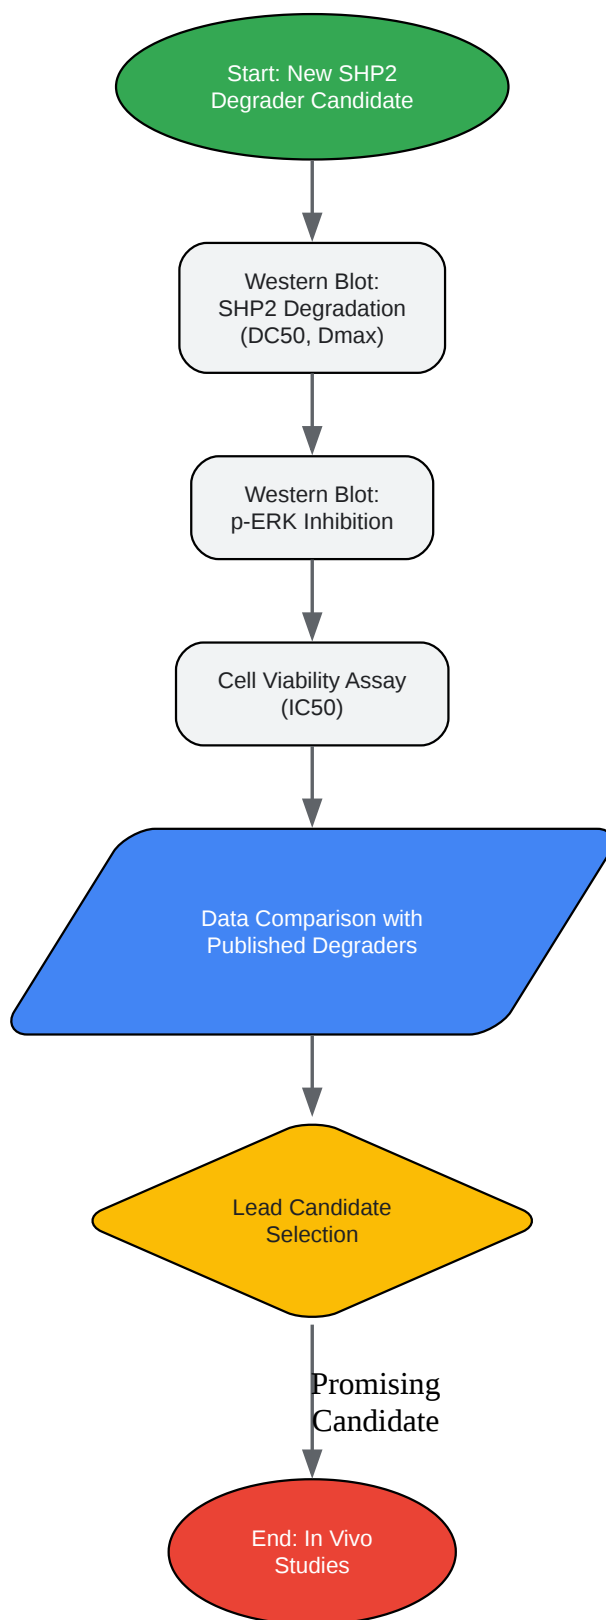 Start: New SHP2
Degrader Candidate
Western Blot:
SHP2 Degradation
(DC50, Dmax)
Western Blot:
p-ERK Inhibition
Cell Viability Assay
(IC50)
Data Comparison with
Published Degraders
Lead Candidate
Selection
Promising
Candidate
End: In Vivo
Studies